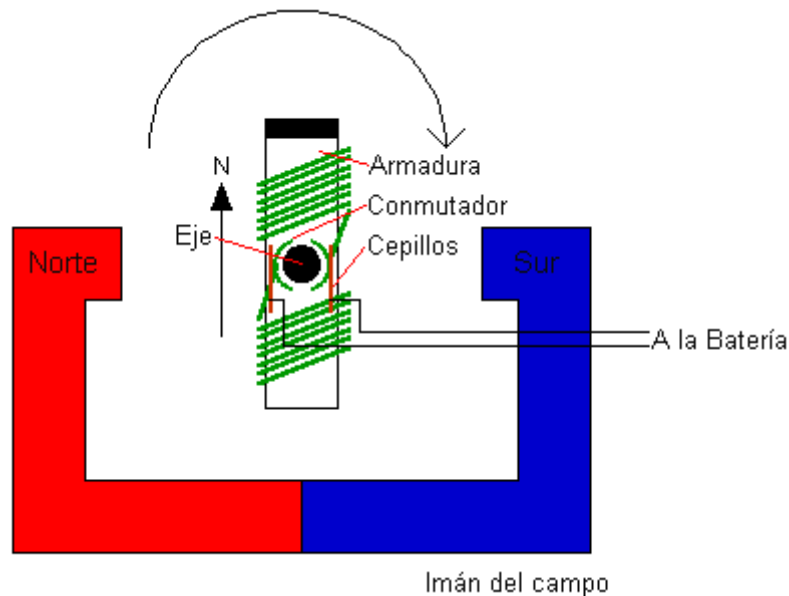 N
Armadura
Conmutador
Eje
Cepillos
Norte
Sur
A la Batería
Imán del campo